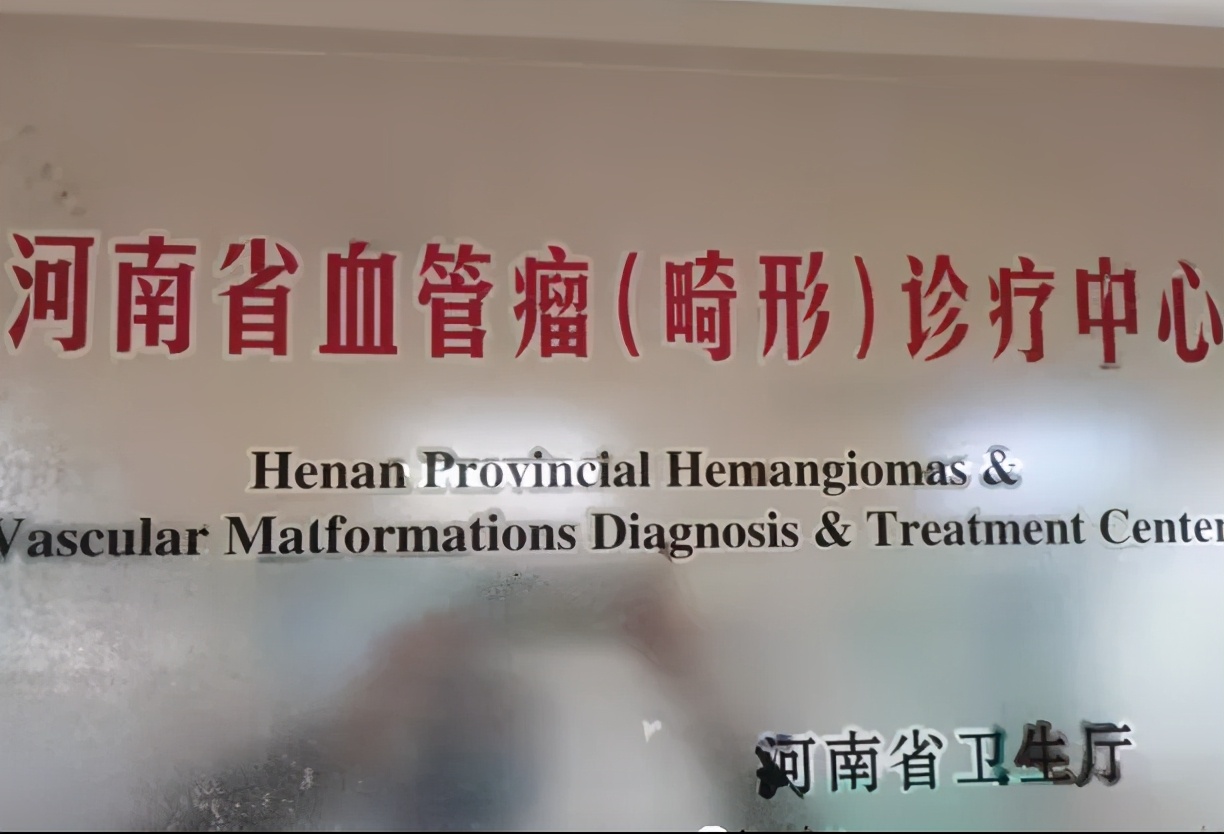 河南省血管瘤（畸形）诊疗中心
Henan Provincial Hemangiomas &
Vascular Malformations Diagnosis & Treatment Center
河南省卫生厅